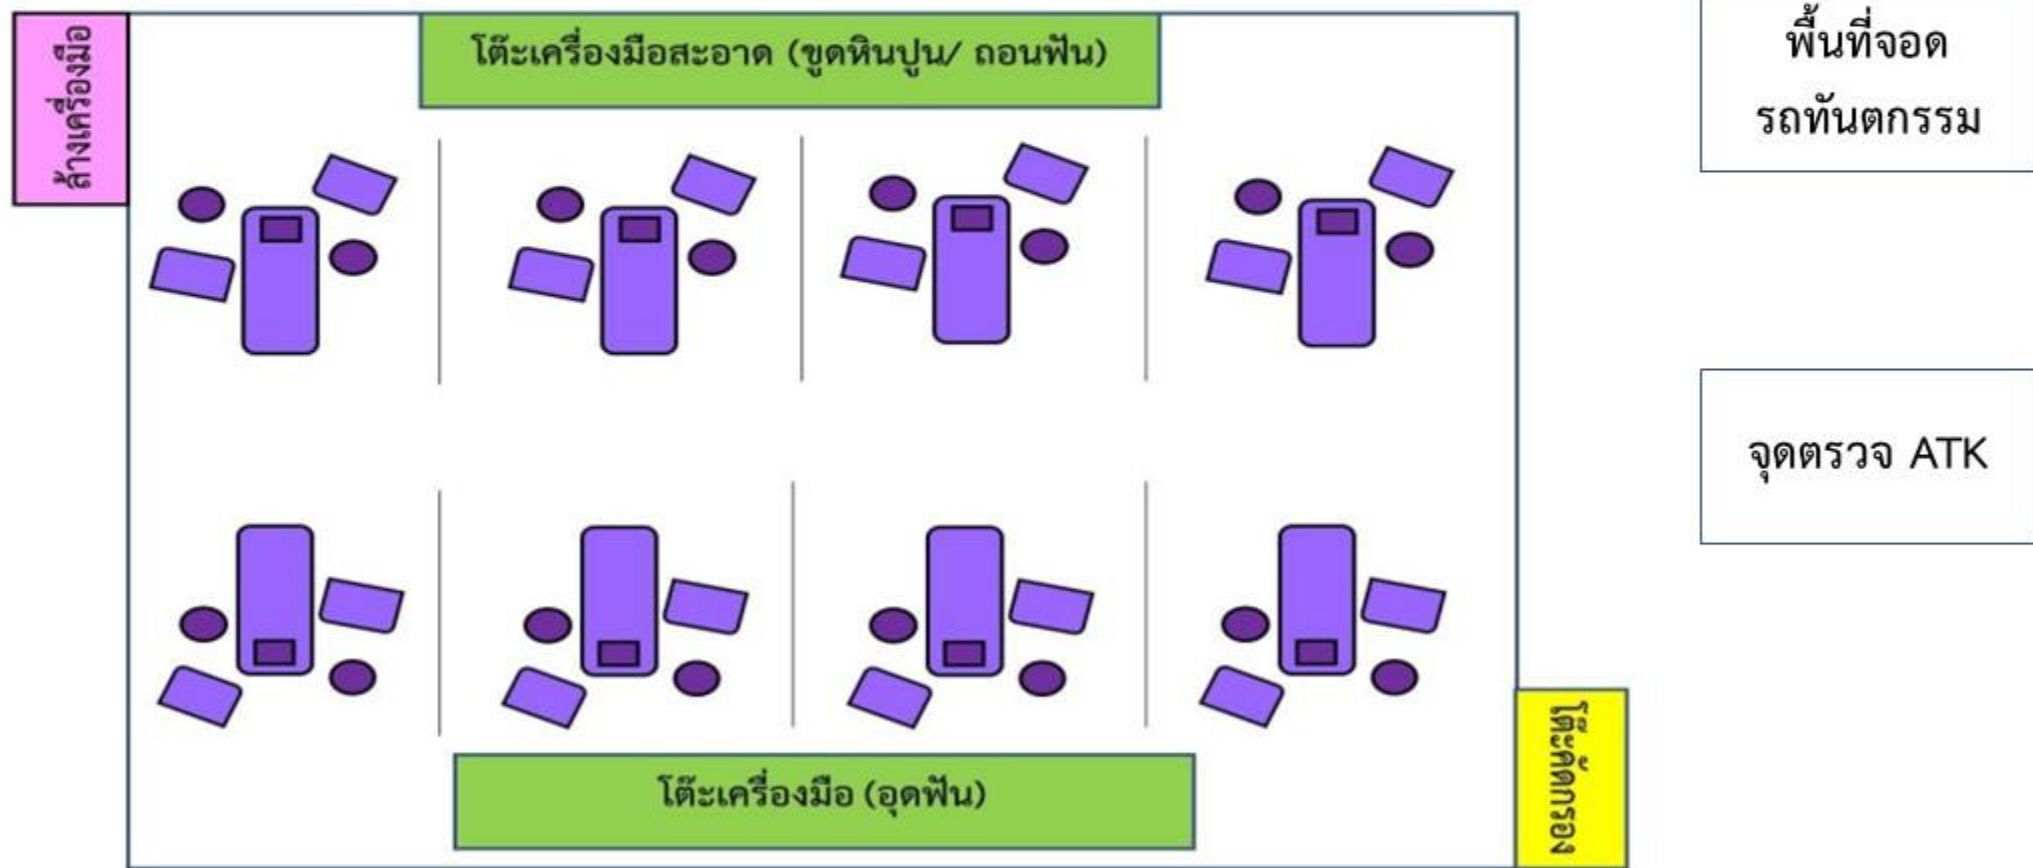 ล้างเครื่องมือ
โต๊ะเครื่องมือสะอาด (ขูดหินปูน/ ถอนฟัน)
พื้นที่จอด
รถทันตกรรม
จุดตรวจ ATK
โต๊ะเครื่องมือ (อุดฟัน)
โต๊ะคัดกรอง